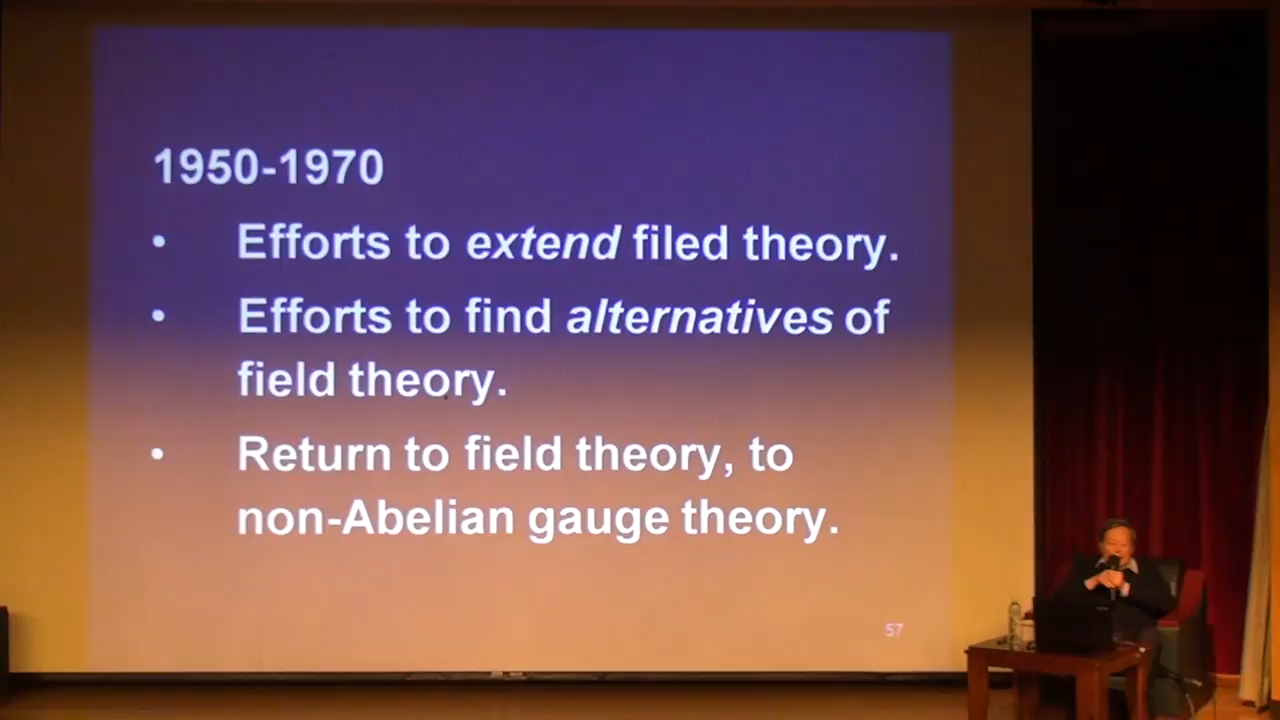 1950-1970
• Efforts to extend filed theory.
• Efforts to find alternatives of
field theory.
• Return to field theory, to
non-Abelian gauge theory.
57